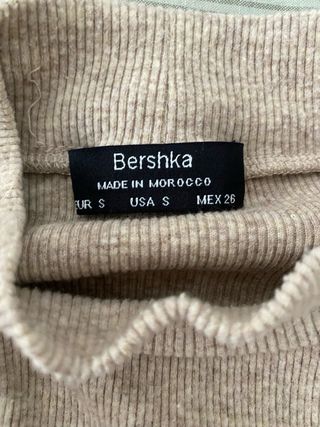 Bershka
MADE IN MOROCCO
EUR S USA S MEX 26